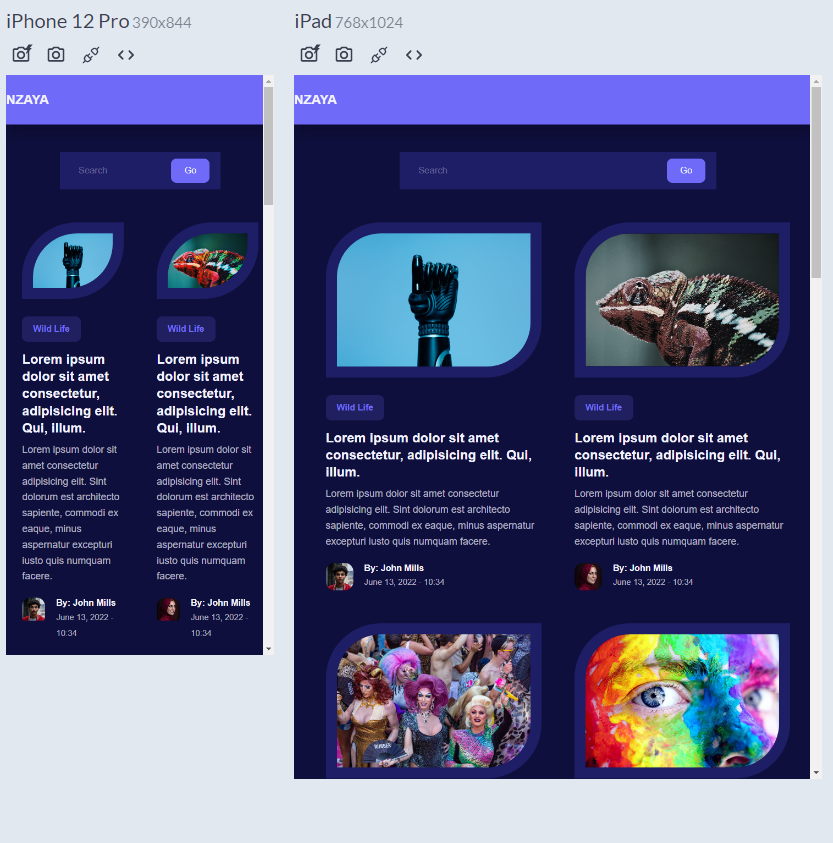 iPhone 12 Pro 390x844
NZAYA
Search
Go
Wild Life
Lorem ipsum
dolor sit amet
consectetur,
adipisicing elit.
Qui, illum.
Lorem ipsum dolor sit
amet consectetur
adipisicing elit. Sint
dolorum est architecto
sapiente, commodi ex
eaque, minus
aspernatur excepturi
iusto quis numquam
facere.
By: John Mills
June 13, 2022 -
10:34
Wild Life
Lorem ipsum
dolor sit amet
consectetur,
adipisicing elit.
Qui, illum.
Lorem ipsum dolor sit
amet consectetur
adipisicing elit. Sint
dolorum est architecto
sapiente, commodi ex
eaque, minus
aspernatur excepturi
iusto quis numquam
facere.
By: John Mills
June 13, 2022 -
10:34
iPad 768x1024
NZAYA
Search
Go
Wild Life
Lorem ipsum dolor sit amet
consectetur, adipisicing elit. Qui,
illum.
Lorem ipsum dolor sit amet consectetur
adipisicing elit. Sint dolorum est architecto
sapiente, commodi ex eaque, minus aspernatur
excepturi iusto quis numquam facere.
By: John Mills
June 13, 2022 - 10:34
Wild Life
Lorem ipsum dolor sit amet
consectetur, adipisicing elit. Qui,
illum.
Lorem ipsum dolor sit amet consectetur
adipisicing elit. Sint dolorum est architecto
sapiente, commodi ex eaque, minus aspernatur
excepturi iusto quis numquam facere.
By: John Mills
June 13, 2022 - 10:34